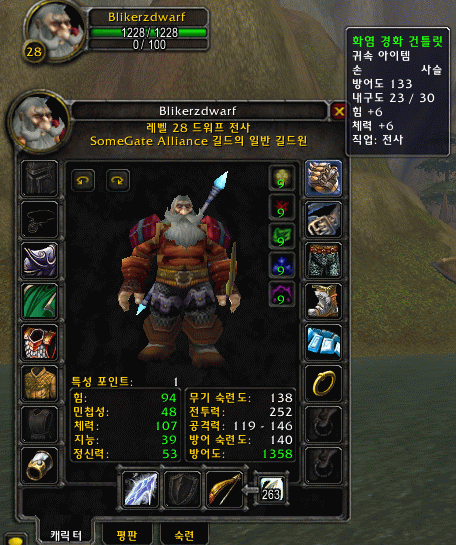 Blikerzdwarf
1228 / 1228
0 / 100
28
화염 경화 건틀릿
귀속 아이템
손 사슬
방어도 133
내구도 23 / 30
힘 +6
체력 +6
직업: 전사
Blikerzdwarf
레벨 28 드워프 전사
SomeGate Alliance 길드의 일반 길드원
9
9
9
9
9
특성 포인트: 1
힘: 94
민첩성: 48
체력: 107
지능: 39
정신력: 53
무기 숙련도: 138
전투력: 252
공격력: 119 - 146
방어 숙련도: 140
방어도: 1358
263
캐릭터 평판 숙련